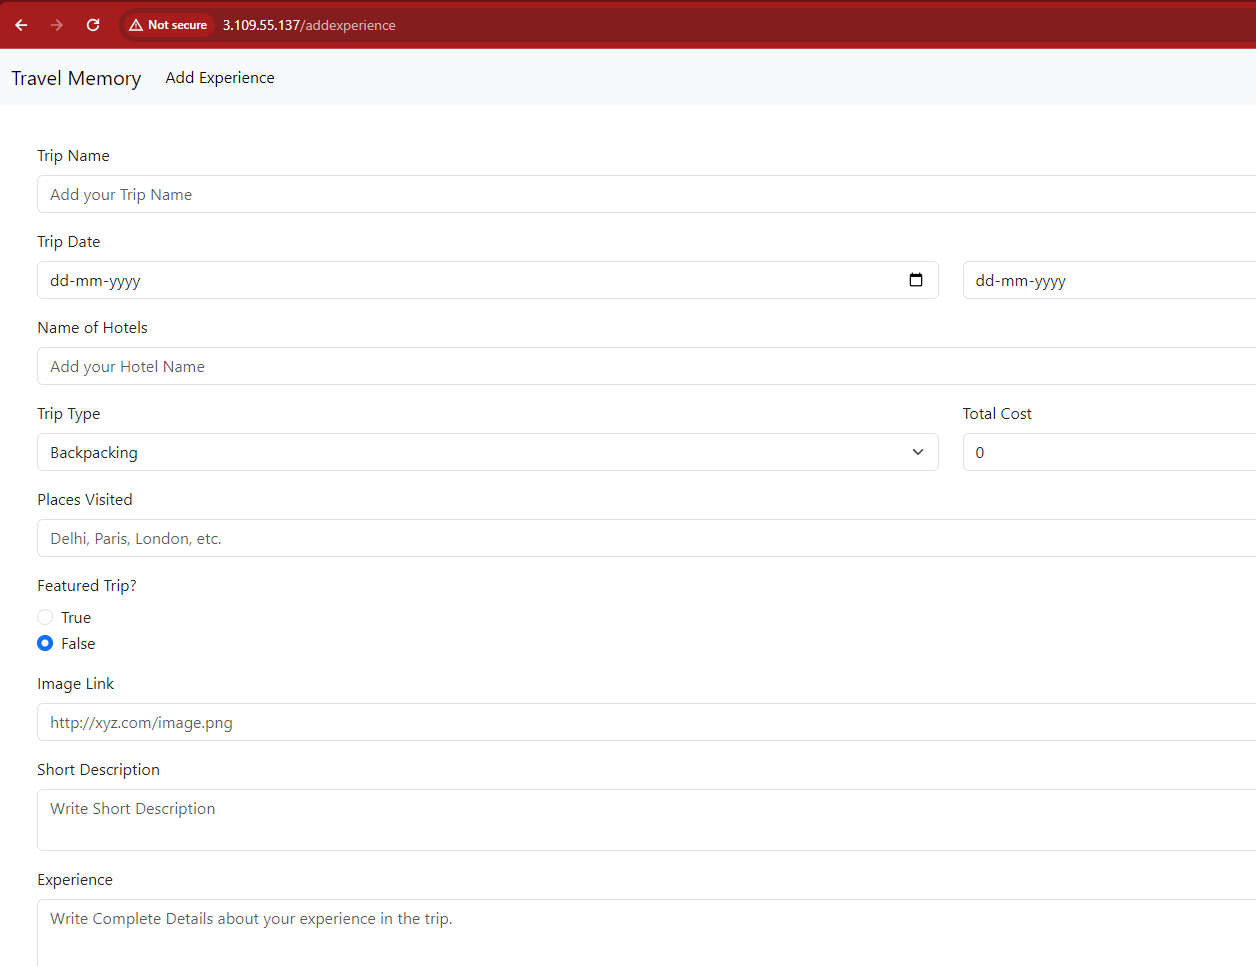 Not secure 3.109.55.137/addexperience
Travel Memory Add Experience
Trip Name
Add your Trip Name
Trip Date
dd-mm-yyyy dd-mm-yyyy
Name of Hotels
Add your Hotel Name
Trip Type Total Cost
Backpacking 0
Places Visited
Delhi, Paris, London, etc.
Featured Trip?
True
False
Image Link
http://xyz.com/image.png
Short Description
Write Short Description
Experience
Write Complete Details about your experience in the trip.